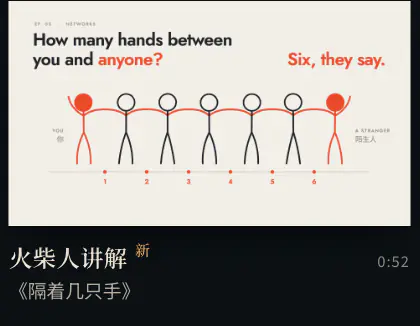 EP. 05 NETWORKS
How many hands between
you and anyone?
Six, they say.
YOU
你
A STRANGER
陌生人
1 2 3 4 5 6
火柴人讲解 新
0:52
《隔着几只手》